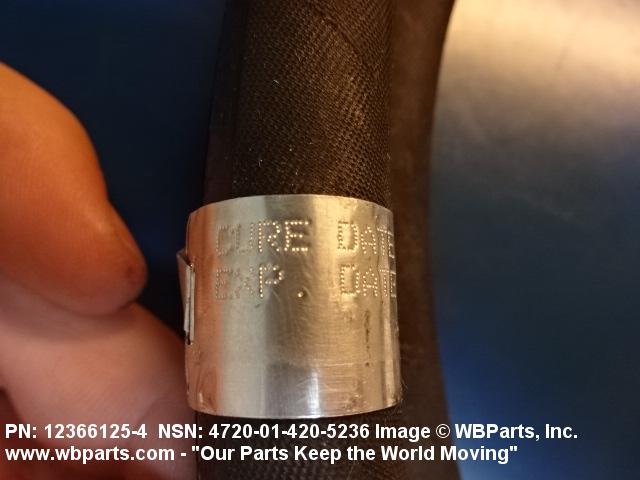 CURE DATE
EXP. DATE
PN: 12366125-4 NSN: 4720-01-420-5236 Image © WBParts, Inc.
www.wbparts.com - "Our Parts Keep the World Moving"